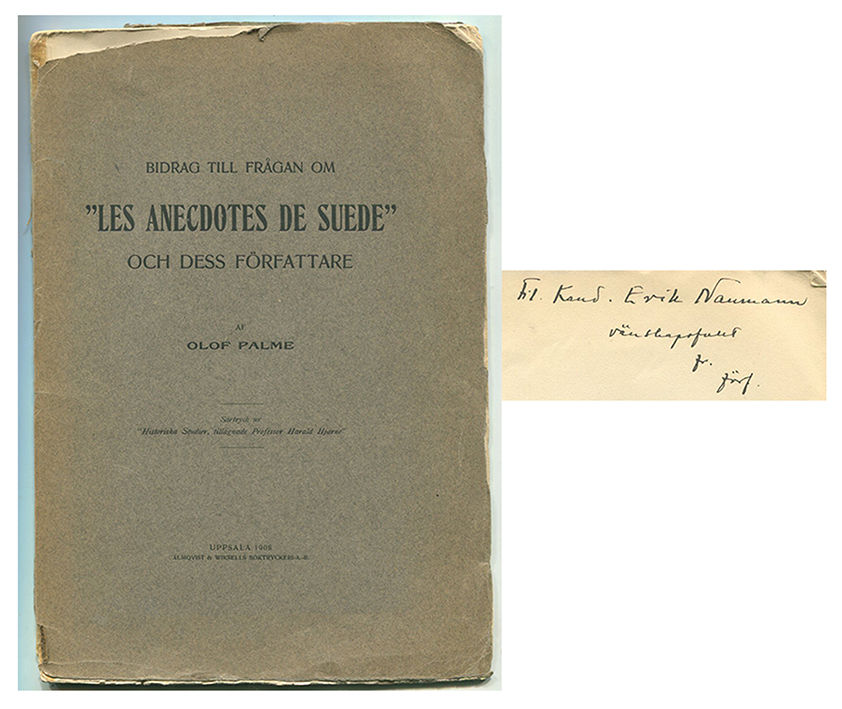 BIDRAG TILL FRÅGAN OM
”LES ANECDOTES DE SUEDE”
OCH DESS FÖRFATTARE
AF
OLOF PALME
Särtryck ur
"Historiska Studier, tillägnade Professor Harald Hjärne"
UPPSALA 1908
ALMQVIST & WIKSELLS BOKTRYCKERI-A.-B.
Fil. Kand. Erik Naumann
vänskapsfullt
fr.
förf.